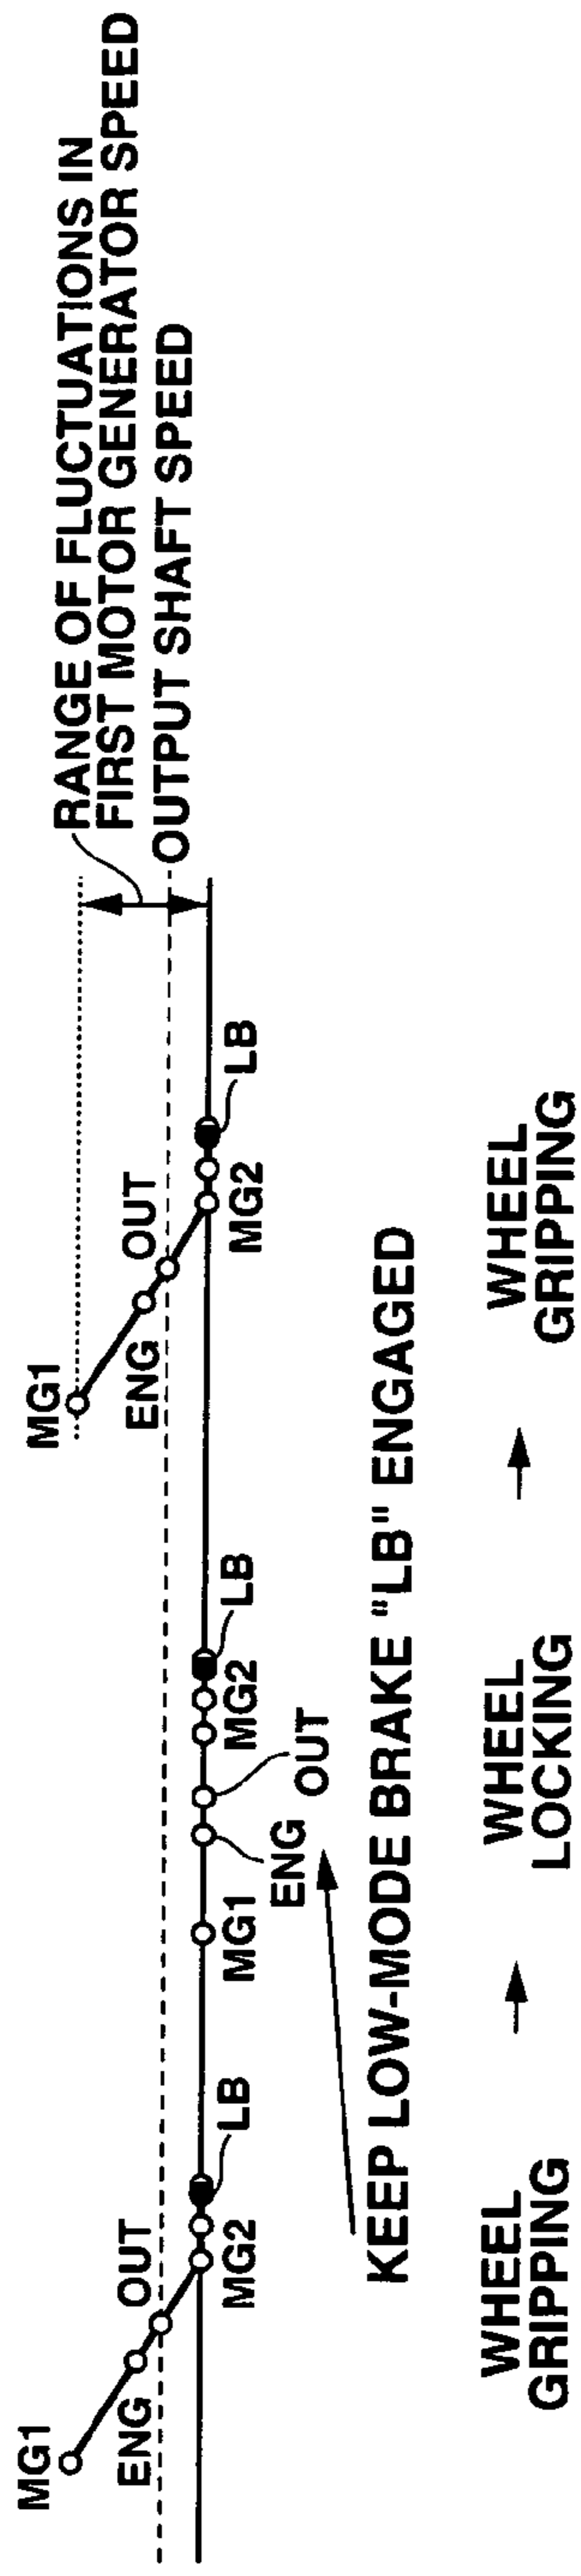 RANGE OF FLUCTUATIONS IN
FIRST MOTOR GENERATOR SPEED
OUTPUT SHAFT SPEED
MG1
ENG
OUT
MG2
LB
MG1
ENG
OUT
MG2
LB
MG1
ENG
OUT
MG2
LB
KEEP LOW-MODE BRAKE "LB" ENGAGED
WHEEL
GRIPPING
WHEEL
LOCKING
WHEEL
GRIPPING